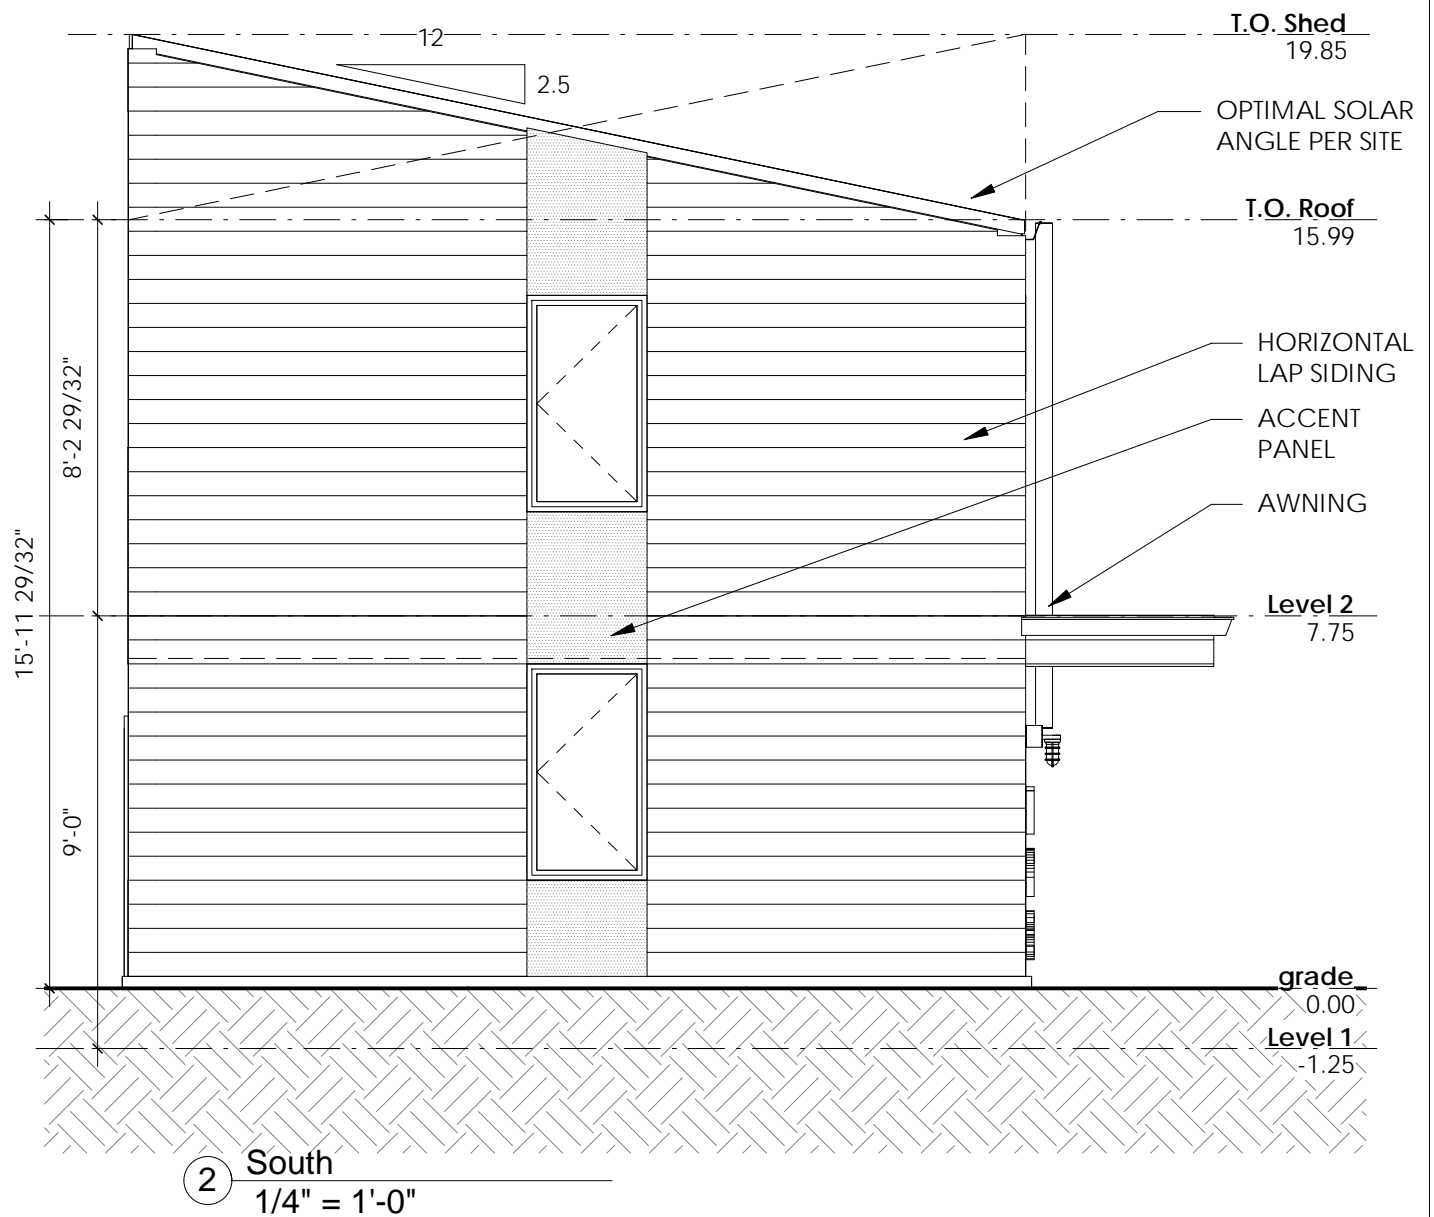 T.O. Shed
19.85
12
2.5
OPTIMAL SOLAR
ANGLE PER SITE
T.O. Roof
15.99
HORIZONTAL
LAP SIDING
8'-2 29/32"
ACCENT
PANEL
AWNING
15'-11 29/32"
Level 2
7.75
9'-0"
grade
0.00
Level 1
-1.25
2
South
1/4" = 1'-0"